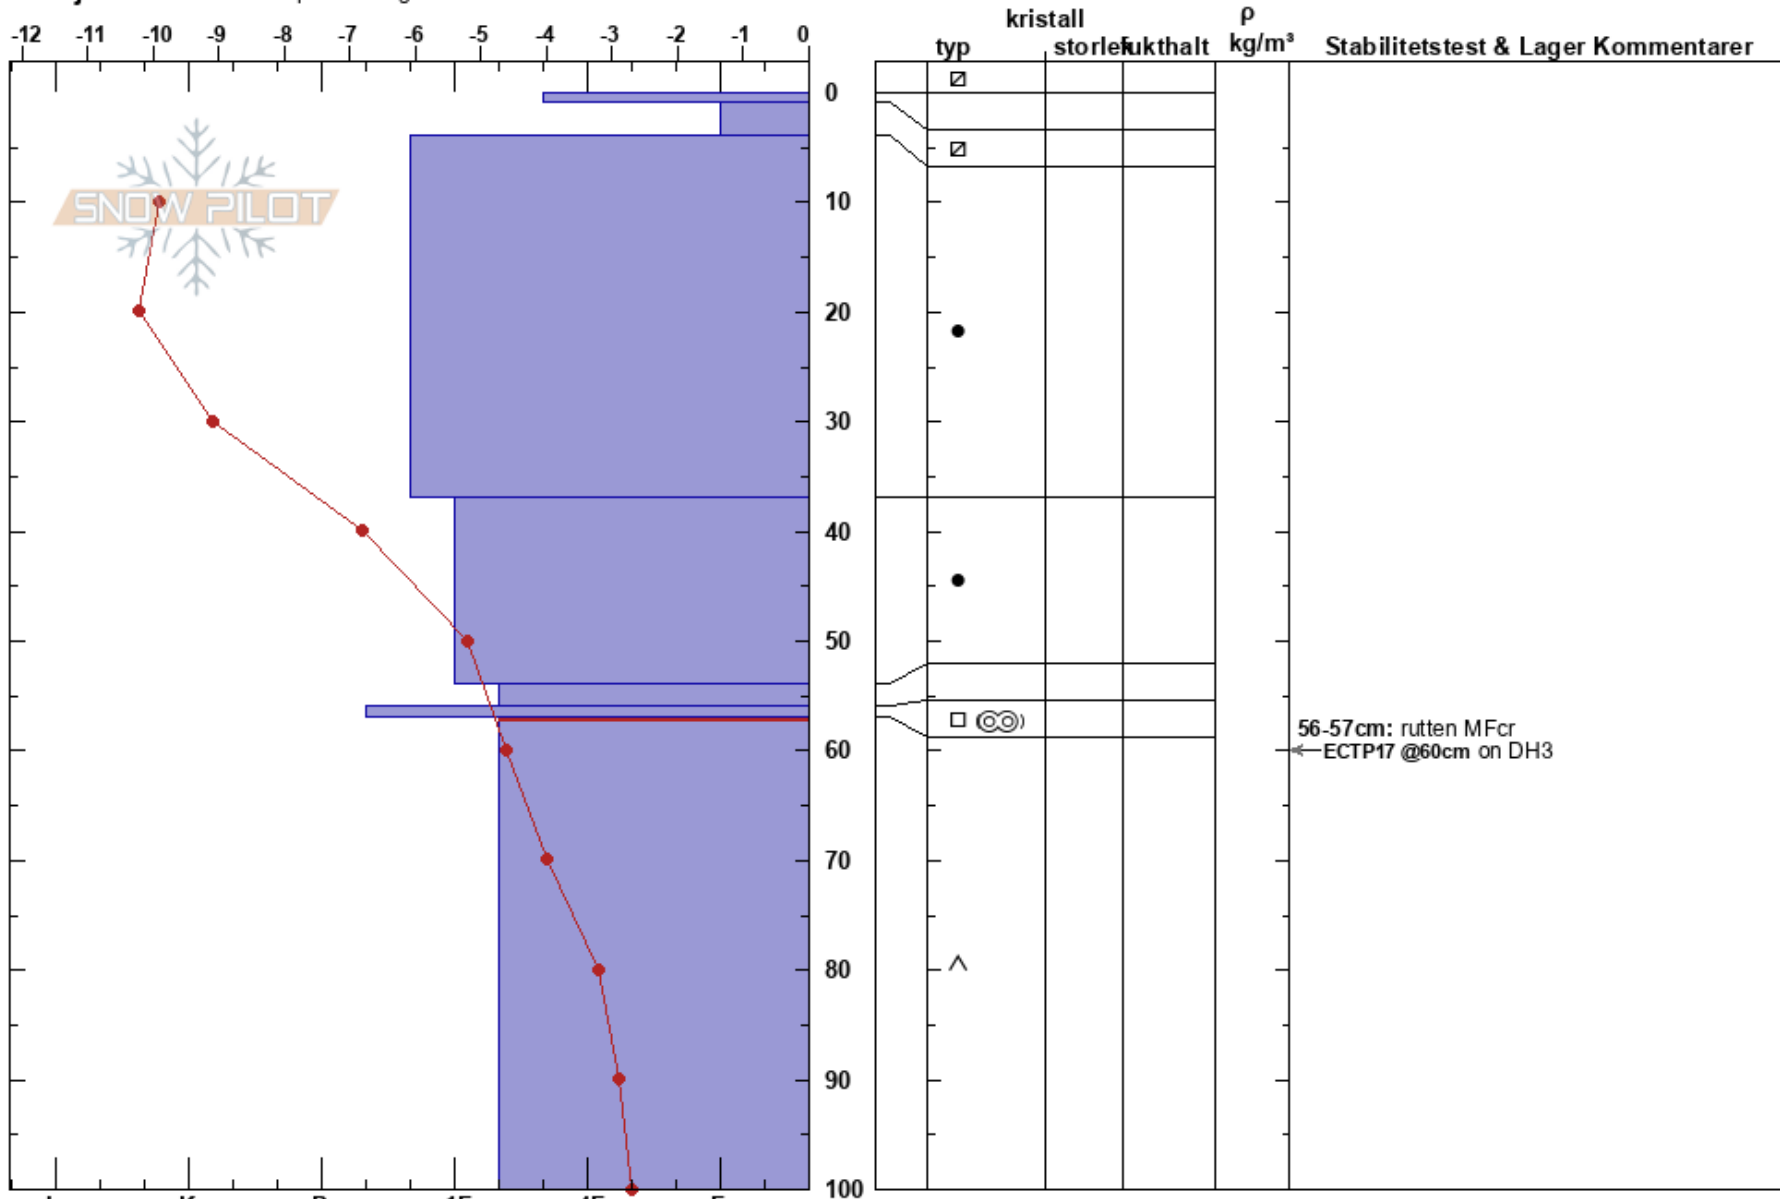 kristall
ρ
-12 -11 -10 -9 -8 -7 -6 -5 -4 -3 -2 -1 0
typ storlek fukthalt kg/m³ Stabilitetstest & Lager Kommentarer
0
SNOW PILOT
10
20
30
40
50
56-57cm: rutten MFcr
60
ECTP17 @60cm on DH3
70
80
90
100